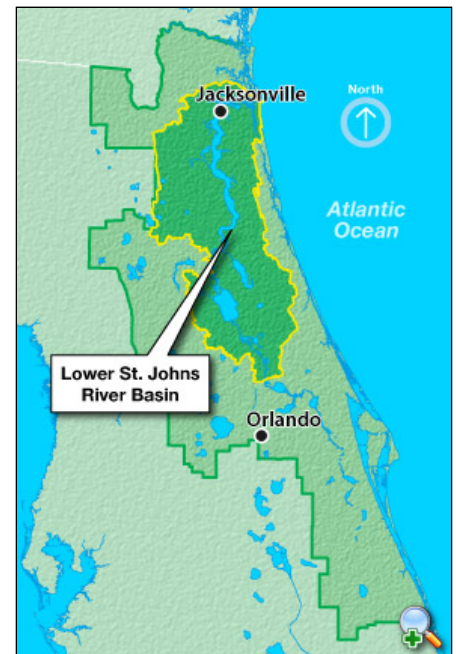 Jacksonville
North
Atlantic
Ocean
Lower St. Johns
River Basin
Orlando